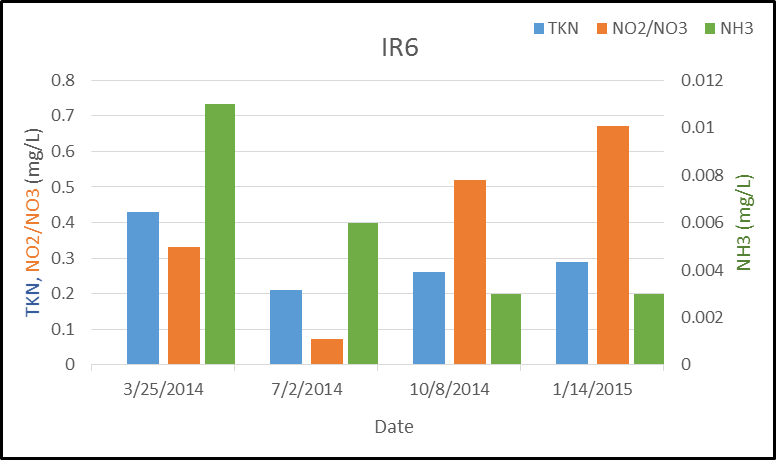 TKN NO2/NO3 NH3
IR6
TKN, NO2/NO3 (mg/L)
0.8
0.7
0.6
0.5
0.4
0.3
0.2
0.1
0
0.012
0.01
0.008
0.006
0.004
0.002
0
NH3 (mg/L)
3/25/2014 7/2/2014 10/8/2014 1/14/2015
Date